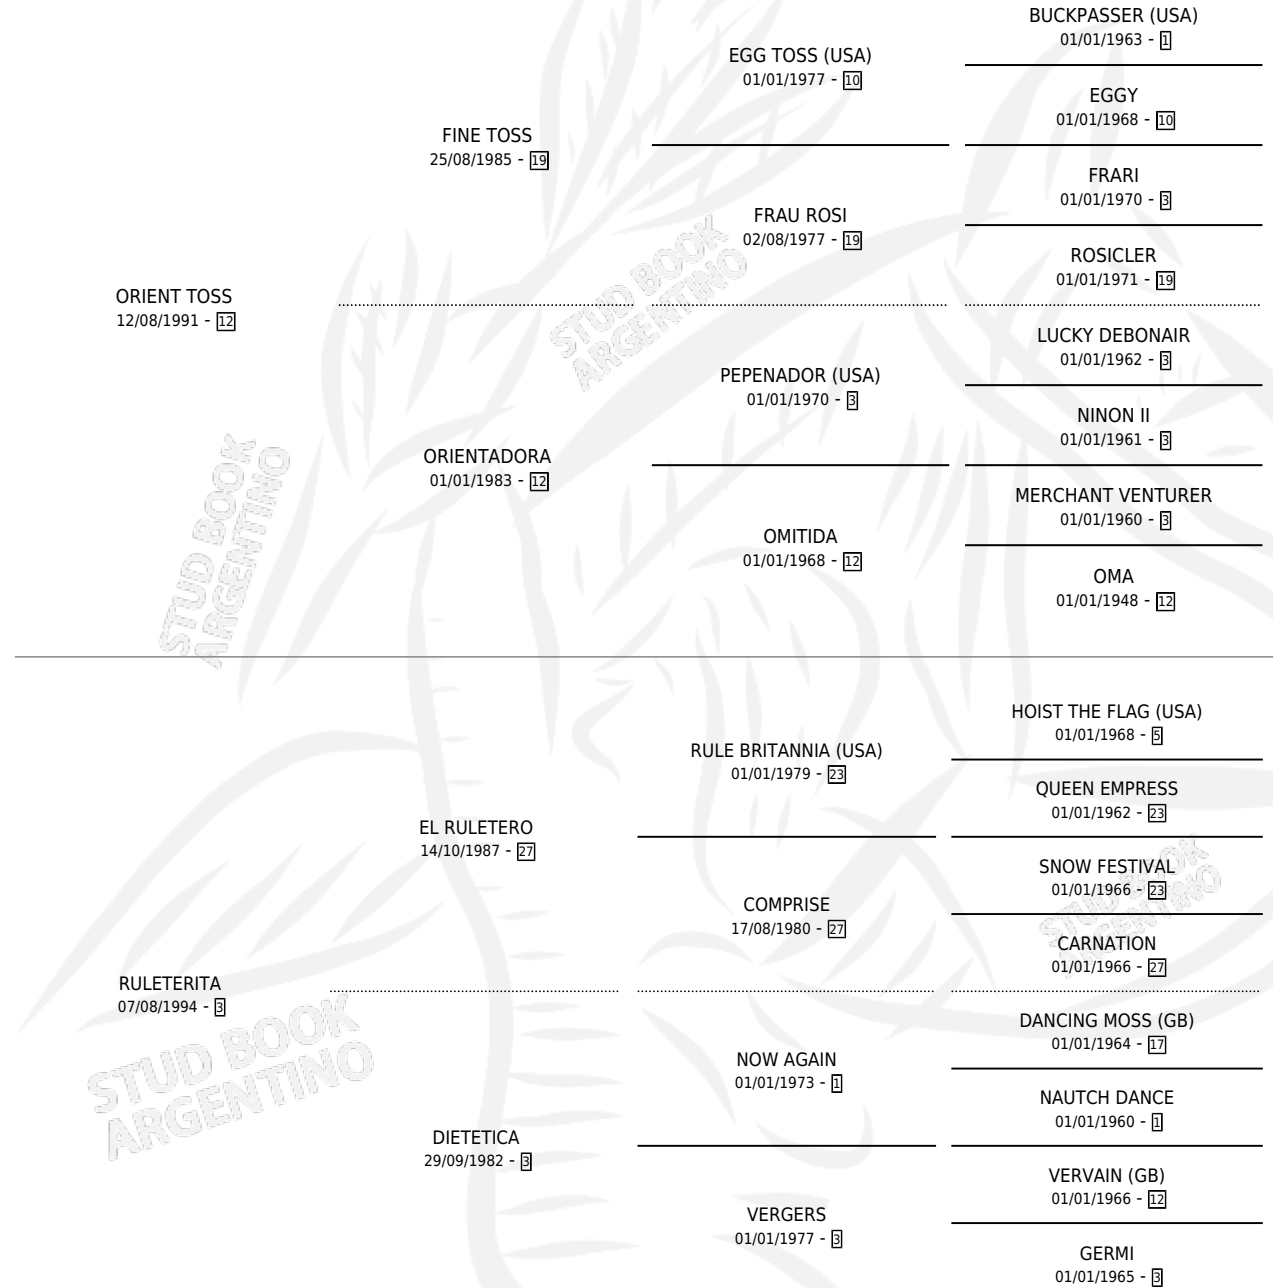 BUCKPASSER (USA)
01/01/1963 - 1
EGG TOSS (USA)
01/01/1977 - 10
EGGY
01/01/1968 - 10
FINE TOSS
25/08/1985 - 19
FRARI
01/01/1970 - 3
FRAU ROSI
02/08/1977 - 19
ROSICLER
01/01/1971 - 19
ORIENT TOSS
12/08/1991 - 12
LUCKY DEBONAIR
01/01/1962 - 3
PEPENADOR (USA)
01/01/1970 - 3
NINON II
01/01/1961 - 3
ORIENTADORA
01/01/1983 - 12
MERCHANT VENTURER
01/01/1960 - 3
OMITIDA
01/01/1968 - 12
OMA
01/01/1948 - 12
STUD BOOK
ARGENTINO
STUD BOOK
ARGENTINO
HOIST THE FLAG (USA)
01/01/1968 - 5
RULE BRITANNIA (USA)
01/01/1979 - 23
QUEEN EMPRESS
01/01/1962 - 23
EL RULETERO
14/10/1987 - 27
SNOW FESTIVAL
01/01/1966 - 23
COMPRISE
17/08/1980 - 27
CARNATION
01/01/1966 - 27
STUD BOOK
ARGENTINO
RULETERITA
07/08/1994 - 3
DANCING MOSS (GB)
01/01/1964 - 17
NOW AGAIN
01/01/1973 - 1
NAUTCH DANCE
01/01/1960 - 1
STUD BOOK
ARGENTINO
DIETETICA
29/09/1982 - 3
VERVAIN (GB)
01/01/1966 - 12
VERGERS
01/01/1977 - 3
GERMI
01/01/1965 - 3